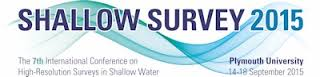 SHALLOW SURVEY 2015
The 7th International Conference on
High-Resolution Surveys in Shallow Water
Plymouth University
14-18 September 2015